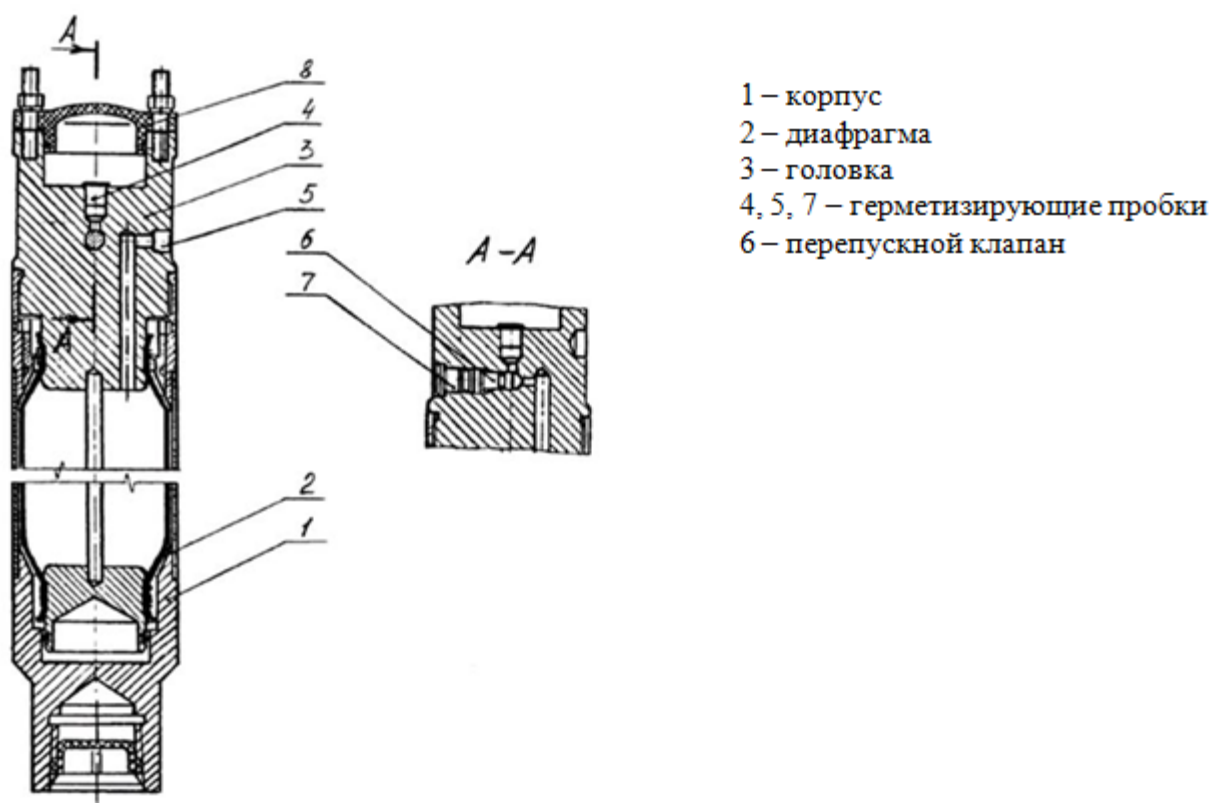 А
8
4
3
5
6
7
А
А-А
2
1
1 – корпус
2 – диафрагма
3 – головка
4, 5, 7 – герметизирующие пробки
6 – перепускной клапан